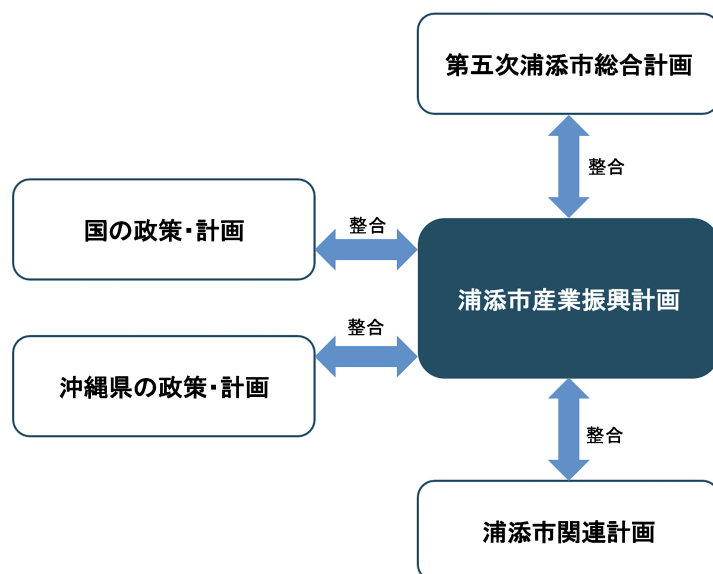 第五次浦添市総合計画
整合
国の政策・計画
整合
浦添市産業振興計画
整合
沖縄県の政策・計画
整合
浦添市関連計画